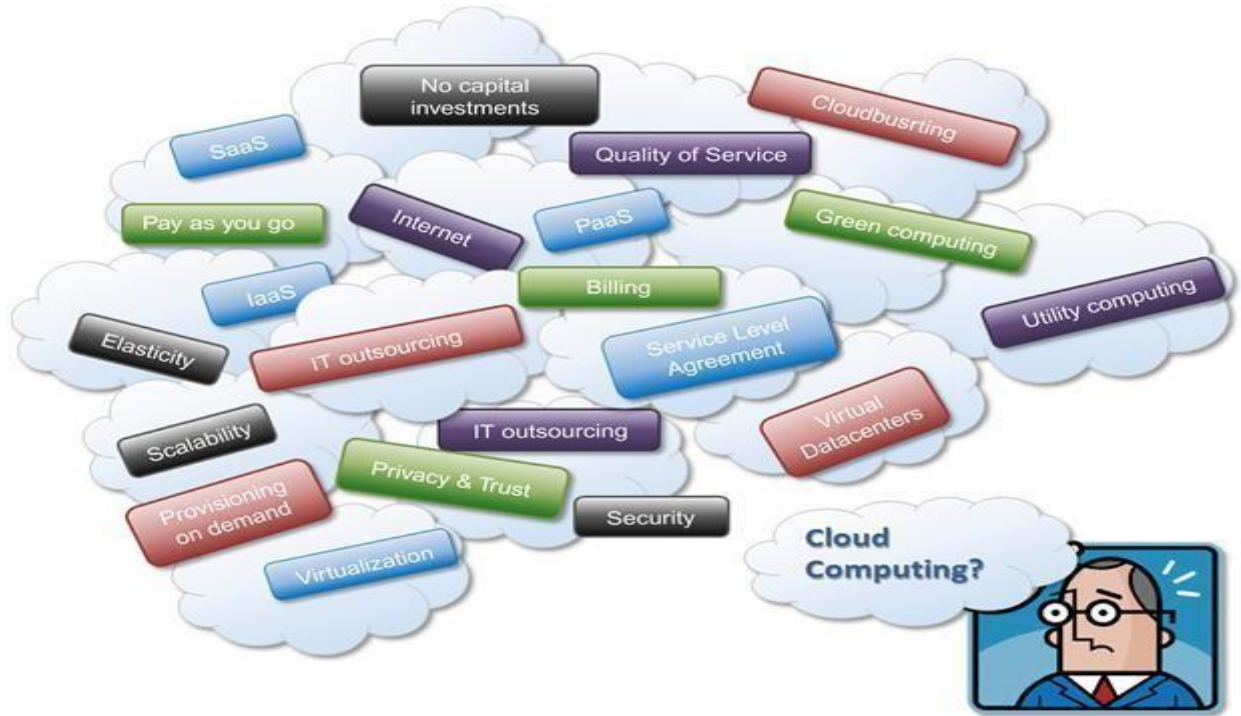 No capital
investments
Cloudbusrting
SaaS
Quality of Service
Pay as you go
Internet
PaaS
Green computing
IaaS
Billing
Utility computing
Elasticity
IT outsourcing
Service Level
Agreement
Scalability
IT outsourcing
Virtual
Datacenters
Privacy & Trust
Provisioning
on demand
Security
Virtualization
Cloud
Computing?